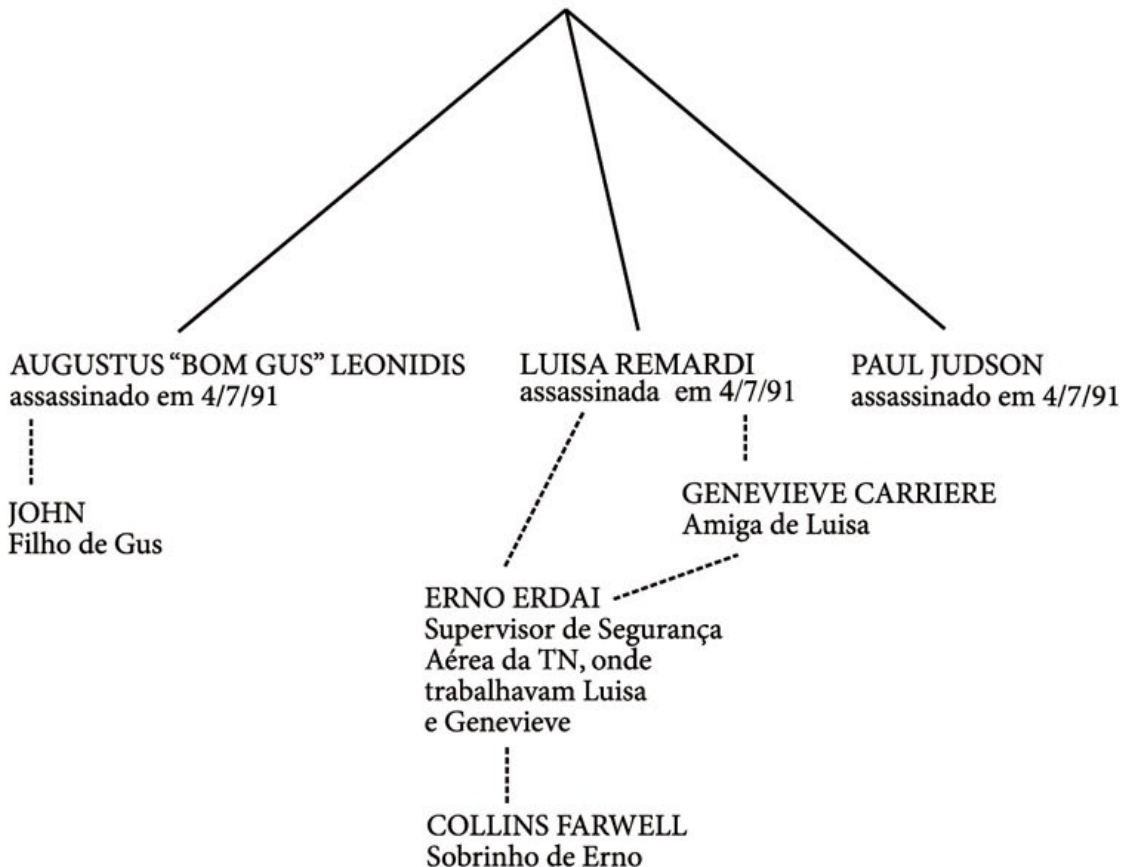 AUGUSTUS “BOM GUS” LEONIDIS
assassinado em 4/7/91
LUISA REMARDI
assassinada em 4/7/91
PAUL JUDSON
assassinado em 4/7/91
JOHN
Filho de Gus
GENEVIEVE CARRIERE
Amiga de Luisa
ERNO ERDAI
Supervisor de Segurança
Aérea da TN, onde
trabalhavam Luisa
e Genevieve
COLLINS FARWELL
Sobrinho de Erno